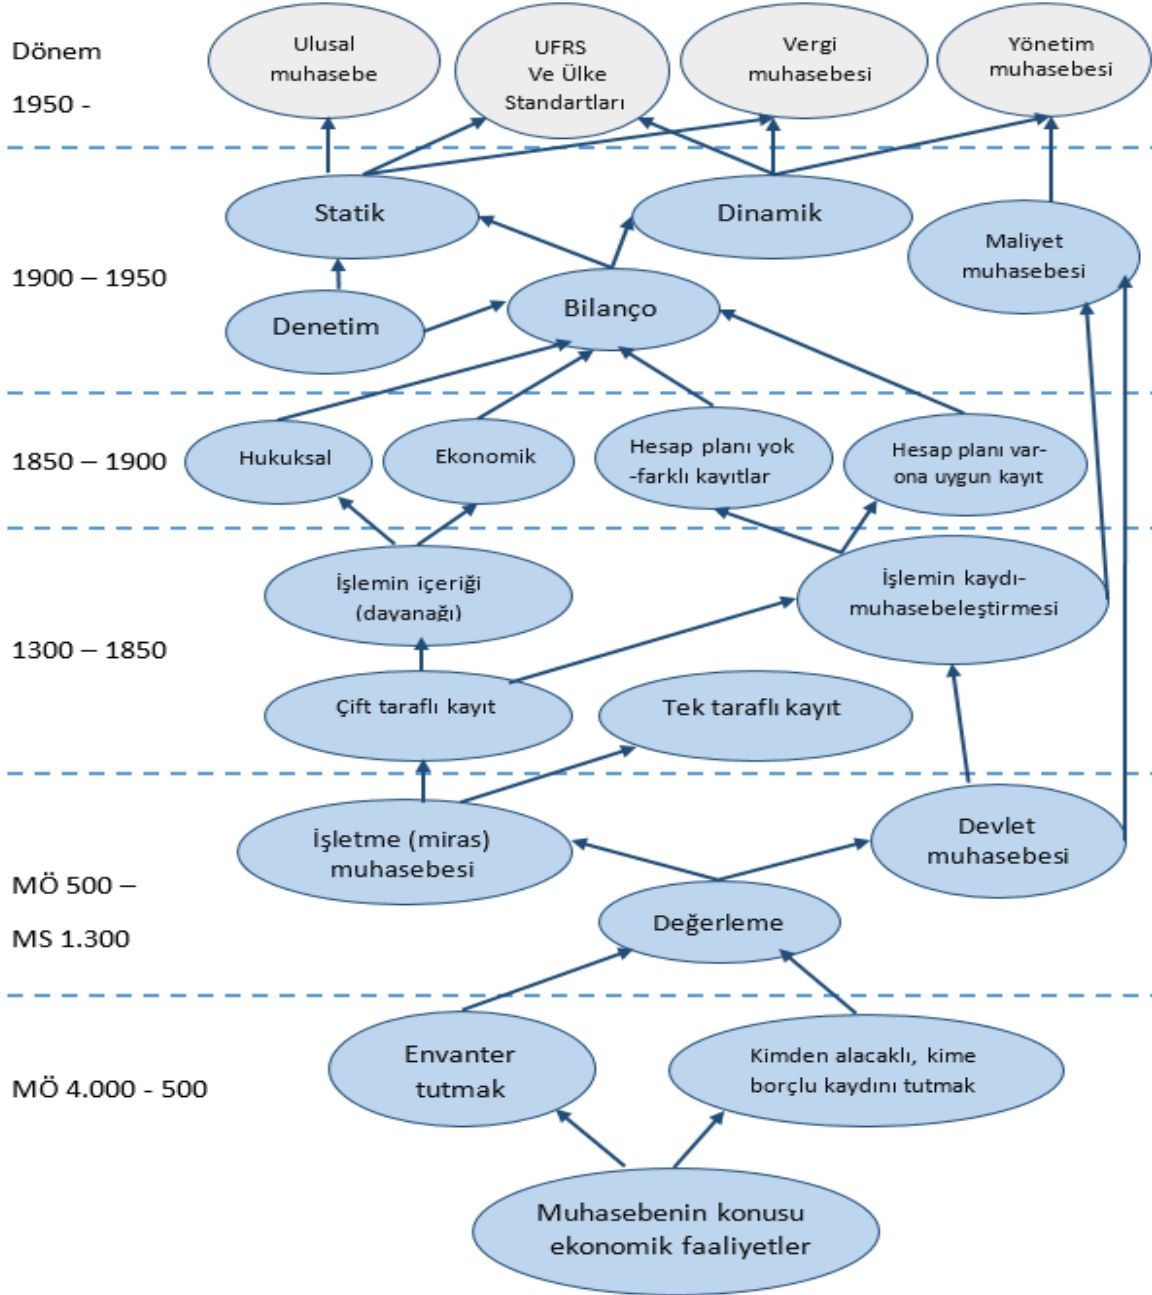 Dönem
1950 -
Ulusal
muhasebe
UFRS
Ve Ülke
Standartları
Vergi
muhasebesi
Yönetim
muhasebesi
1900 – 1950
Statik
Dinamik
Maliyet
muhasebesi
Denetim
Bilanço
1850 – 1900
Hukuksal
Ekonomik
Hesap planı yok
-farklı kayıtlar
Hesap planı var-
ona uygun kayıt
1300 – 1850
İşlemin içeriği
(dayanağı)
İşlemin kaydı-
muhasebeleştirmesi
Çift taraflı kayıt
Tek taraflı kayıt
MÖ 500 –
MS 1.300
İşletme (miras)
muhasebesi
Devlet
muhasebesi
Değerleme
MÖ 4.000 - 500
Envanter
tutmak
Kimden alacaklı, kime
borçlu kaydını tutmak
Muhasebenin konusu
ekonomik faaliyetler